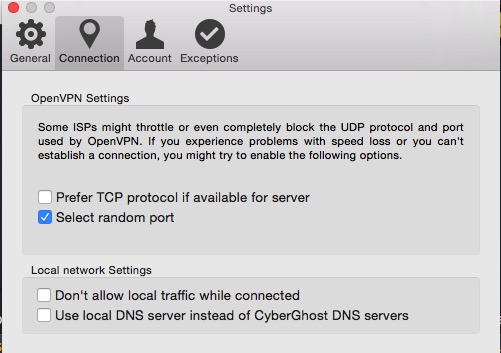 Settings
General Connection Account Exceptions
OpenVPN Settings
Some ISPs might throttle or even completely block the UDP protocol and port
used by OpenVPN. If you experience problems with speed loss or you can't
establish a connection, you might try to enable the following options.
Prefer TCP protocol if available for server
Select random port
Local network Settings
Don't allow local traffic while connected
Use local DNS server instead of CyberGhost DNS servers